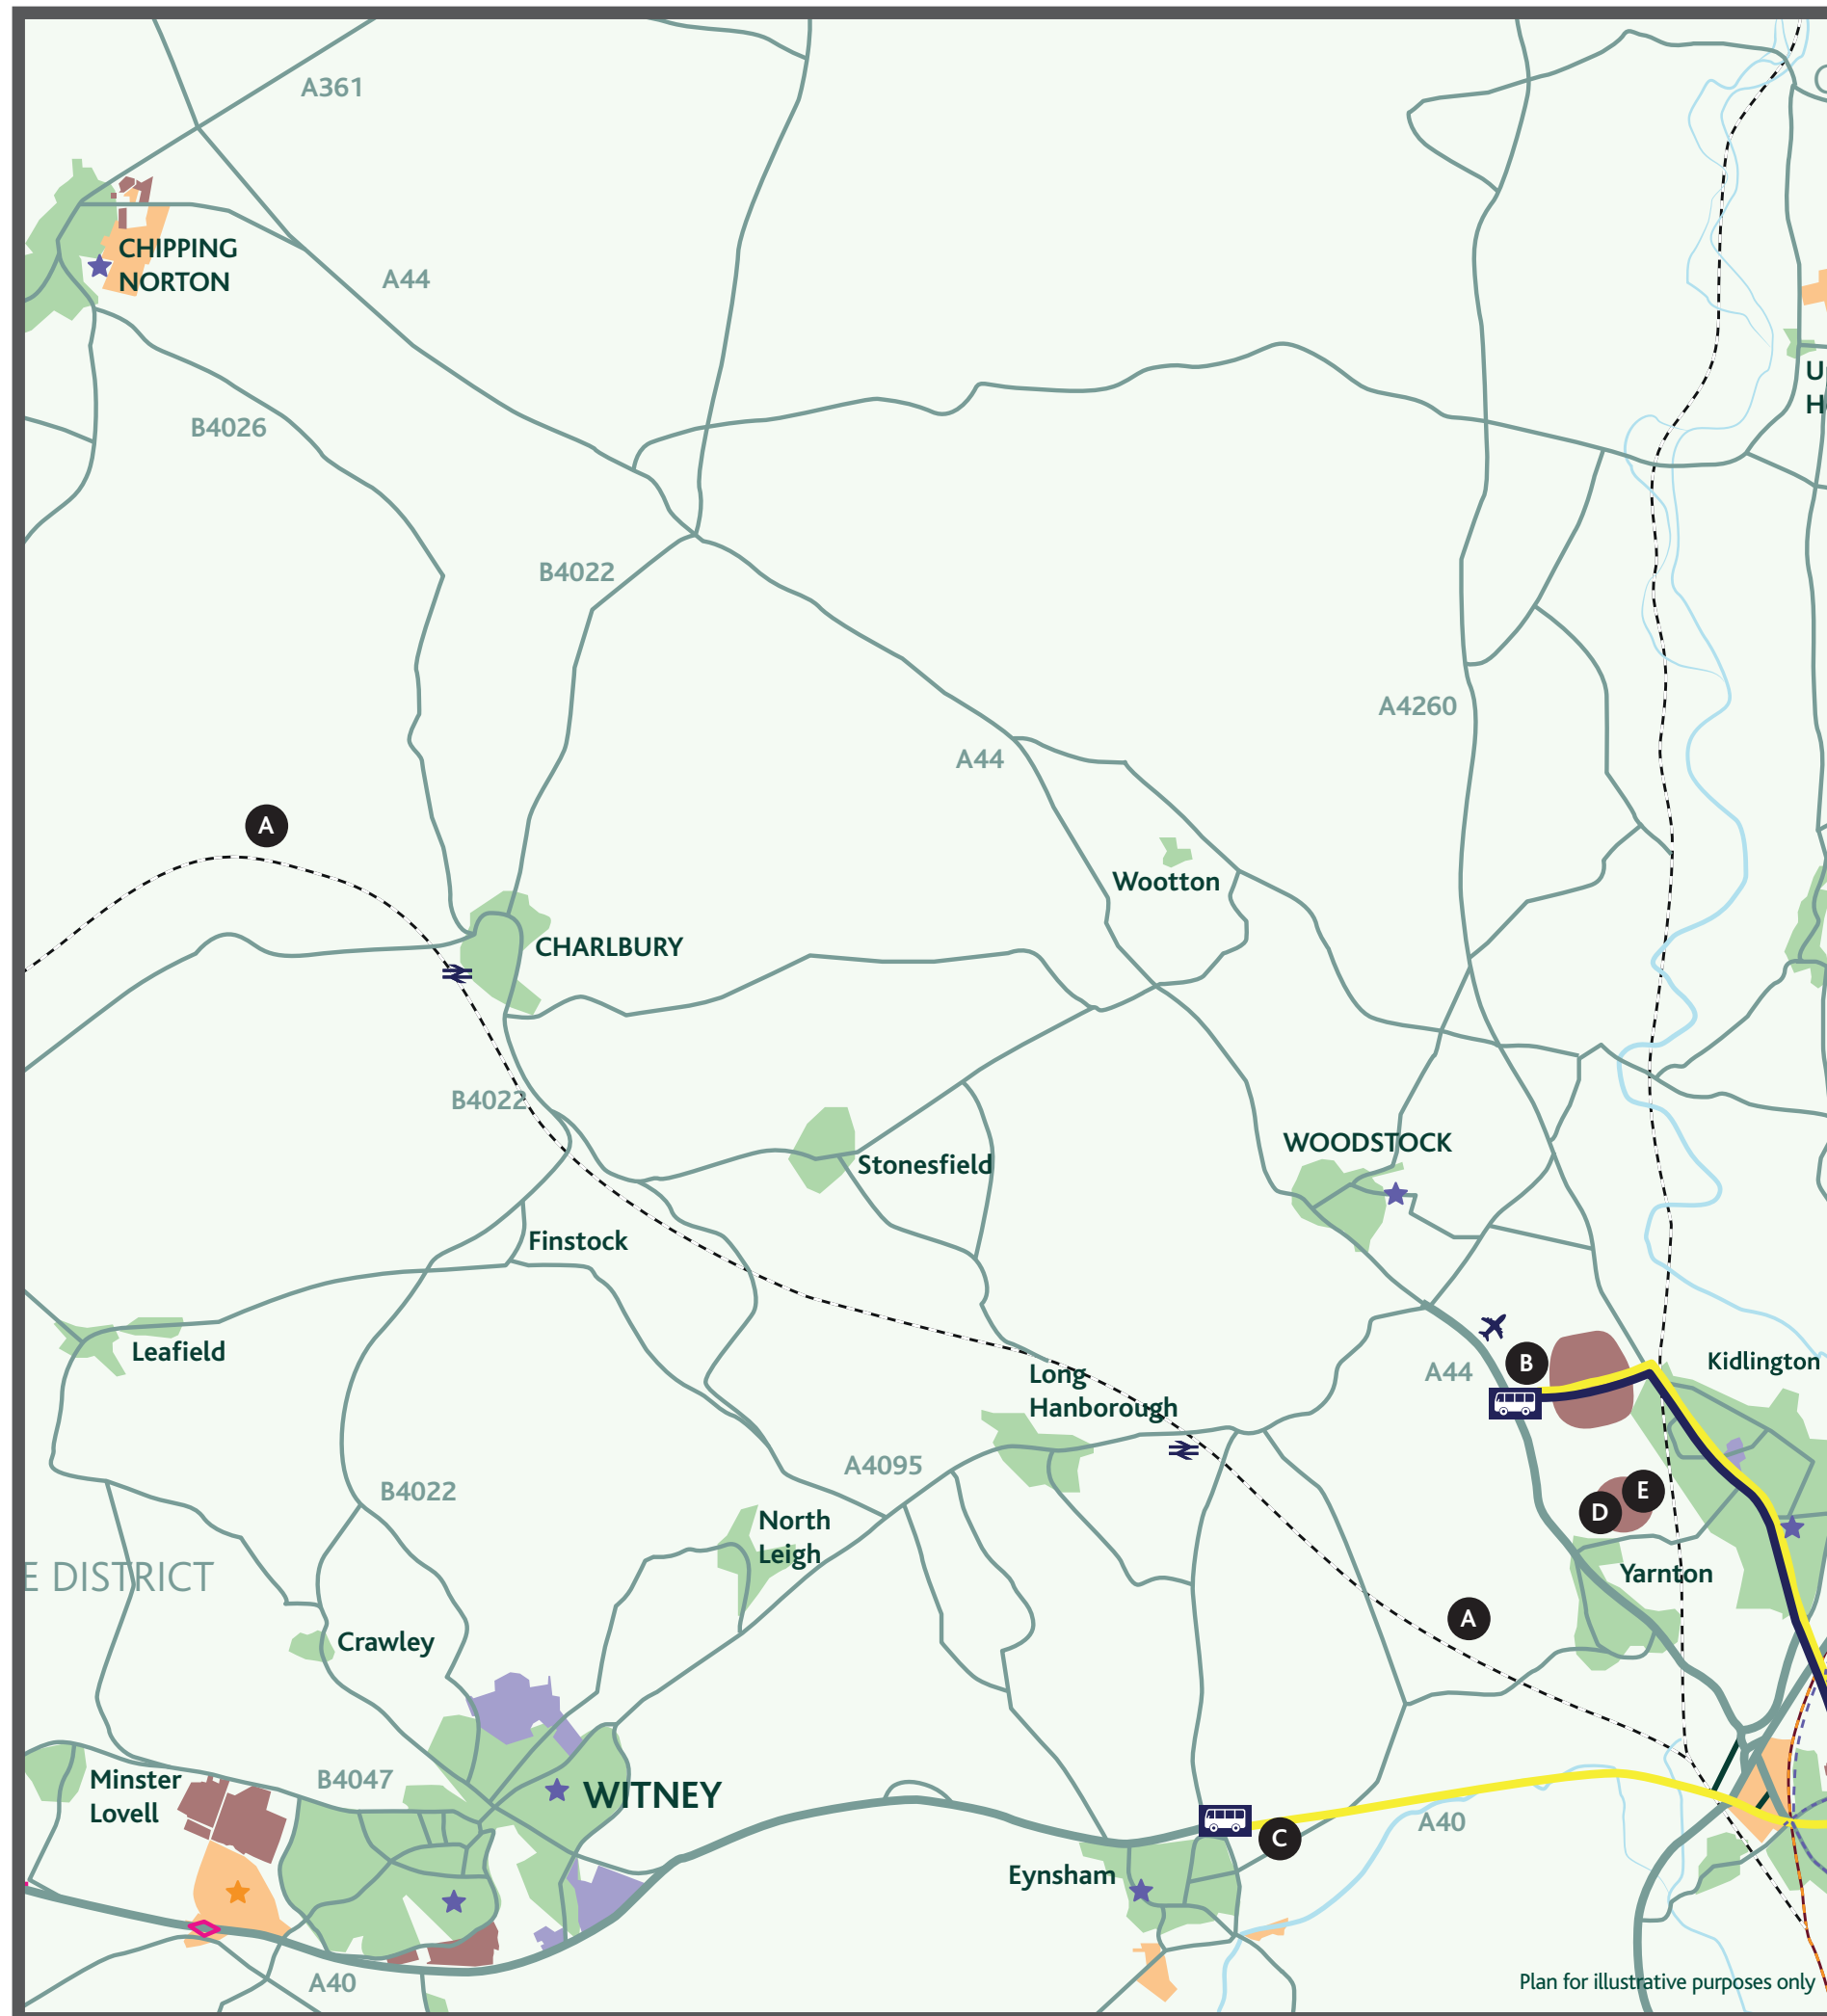 A361
CHIPPING
NORTON
A44
B4026
B4022
A4260
A44
A
Wootton
CHARLBURY
B4022
WOODSTOCK
Stonesfield
Finstock
Leafield
Long
Hanborough
A44
B
Kidlington
A4095
B4022
North
Leigh
D
E
E DISTRICT
Yarnton
A
Crawley
Minster
Lovell
B4047
WITNEY
C
A40
Eynsham
A40
Plan for illustrative purposes only